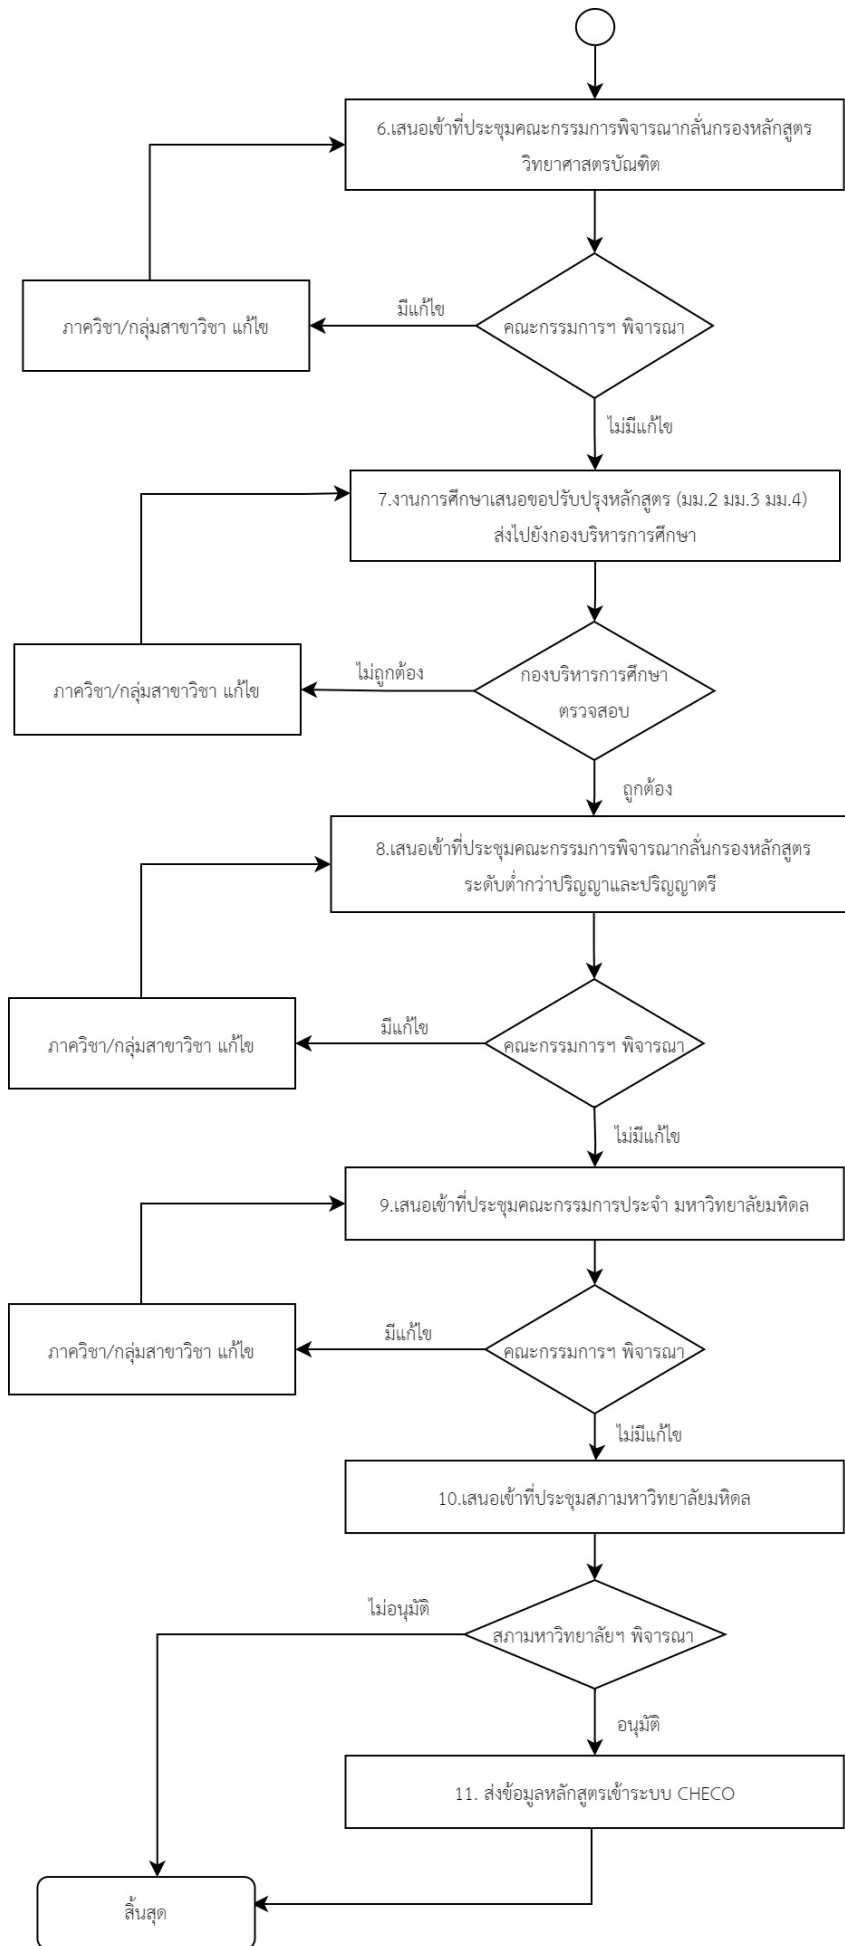 6.เสนอเข้าที่ประชุมคณะกรรมการพิจารณากลั่นกรองหลักสูตร
วิทยาศาสตรบัณฑิต
คณะกรรมการฯ พิจารณา
มีแก้ไข
ภาควิชา/กลุ่มสาขาวิชา แก้ไข
ไม่มีแก้ไข
7.งานการศึกษาเสนอขอปรับปรุงหลักสูตร (มม.2 มม.3 มม.4)
ส่งไปยังกองบริหารการศึกษา
กองบริหารการศึกษา
ตรวจสอบ
ไม่ถูกต้อง
ภาควิชา/กลุ่มสาขาวิชา แก้ไข
ถูกต้อง
8.เสนอเข้าที่ประชุมคณะกรรมการพิจารณากลั่นกรองหลักสูตร
ระดับต่ำกว่าปริญญาและปริญญาตรี
คณะกรรมการฯ พิจารณา
มีแก้ไข
ภาควิชา/กลุ่มสาขาวิชา แก้ไข
ไม่มีแก้ไข
9.เสนอเข้าที่ประชุมคณะกรรมการประจำ มหาวิทยาลัยมหิดล
คณะกรรมการฯ พิจารณา
มีแก้ไข
ภาควิชา/กลุ่มสาขาวิชา แก้ไข
ไม่มีแก้ไข
10.เสนอเข้าที่ประชุมสภามหาวิทยาลัยมหิดล
สภามหาวิทยาลัยฯ พิจารณา
ไม่อนุมัติ
อนุมัติ
11. ส่งข้อมูลหลักสูตรเข้าระบบ CHECO
สิ้นสุด